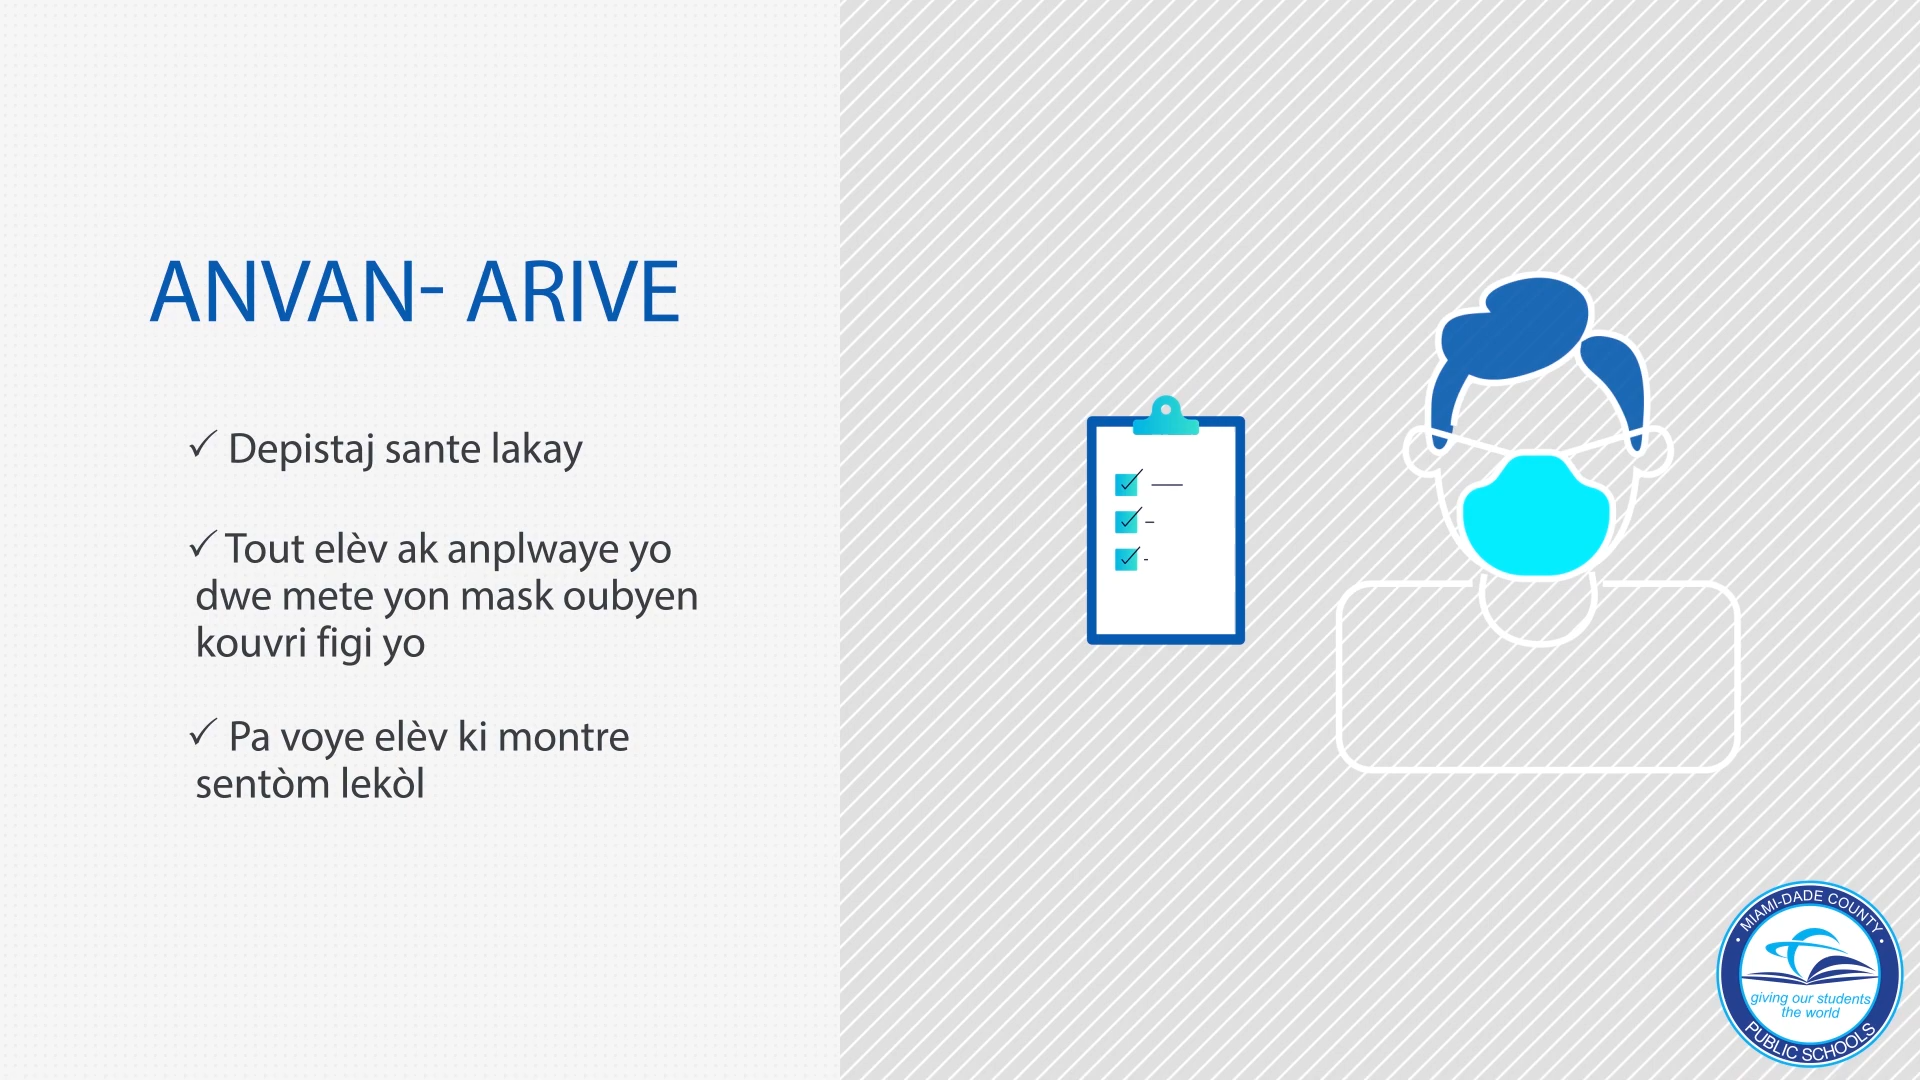 ANVAN- ARIVE
✓ Depistaj sante lakay
✓ Tout elèv ak anplwaye yo
dwe mete yon mask oubyen
kouvri figi yo
✓ Pa voye elèv ki montre
sentòm lekòl
• MIAMI-DADE COUNTY •
giving our students
the world
PUBLIC SCHOOLS